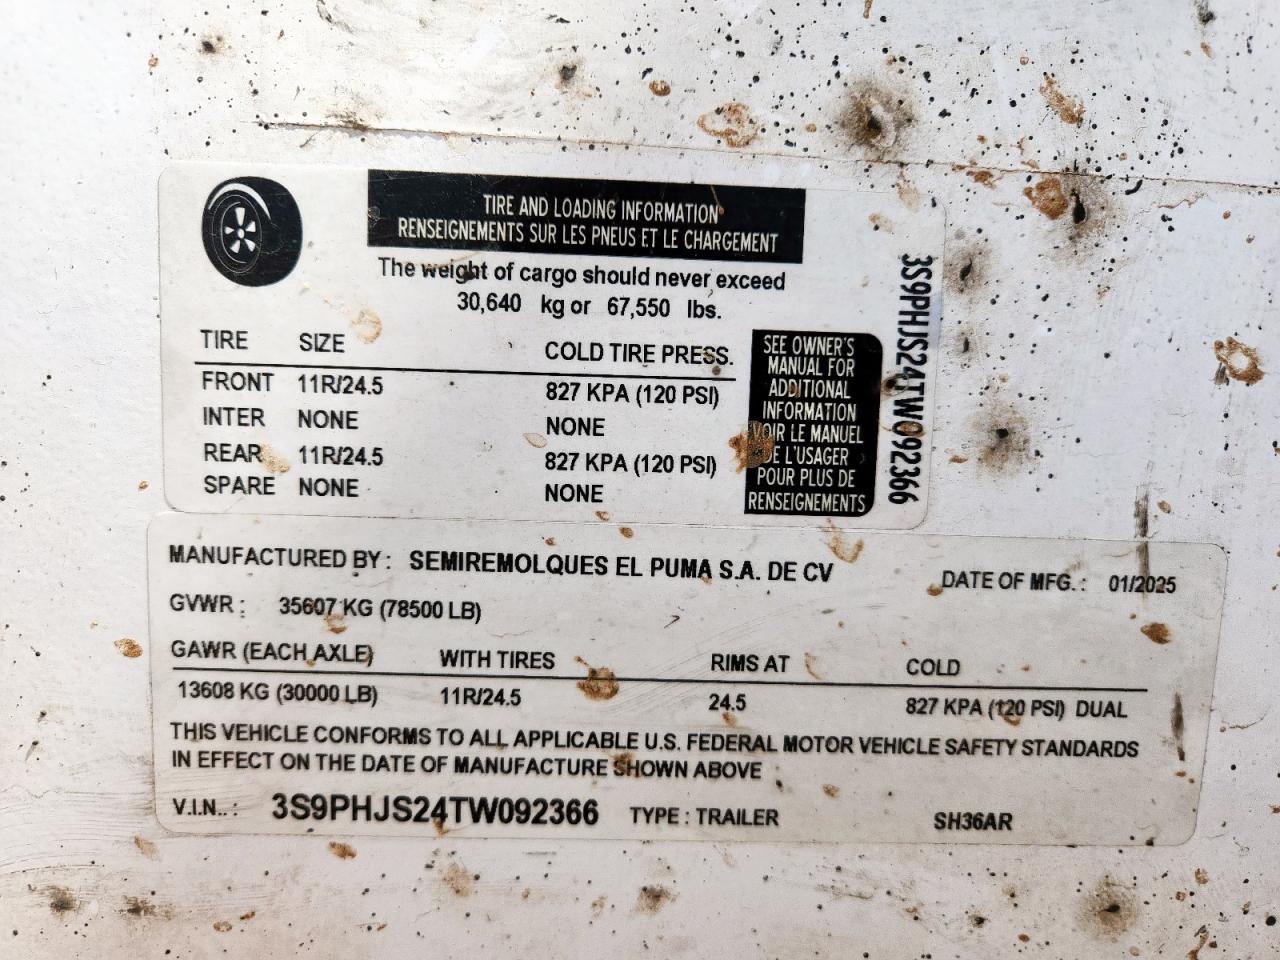 TIRE AND LOADING INFORMATION
RENSEIGNEMENTS SUR LES PNEUS ET LE CHARGEMENT
The weight of cargo should never exceed
30,640 kg or 67,550 lbs.
TIRE SIZE COLD TIRE PRESS.
FRONT 11R/24.5 827 KPA (120 PSI)
INTER NONE NONE
REAR 11R/24.5 827 KPA (120 PSI)
SPARE NONE NONE
SEE OWNER'S
MANUAL FOR
ADDITIONAL
INFORMATION
VOIR LE MANUEL
DE L'USAGER
POUR PLUS DE
RENSEIGNEMENTS
3S9PHJS24TW092366
MANUFACTURED BY : SEMIREMOLQUES EL PUMA S.A. DE CV DATE OF MFG. : 01/2025
GVWR : 35607 KG (78500 LB)
GAWR (EACH AXLE) WITH TIRES RIMS AT COLD
13608 KG (30000 LB) 11R/24.5 24.5 827 KPA (120 PSI) DUAL
THIS VEHICLE CONFORMS TO ALL APPLICABLE U.S. FEDERAL MOTOR VEHICLE SAFETY STANDARDS
IN EFFECT ON THE DATE OF MANUFACTURE SHOWN ABOVE
V.I.N.. : 3S9PHJS24TW092366 TYPE : TRAILER SH36AR